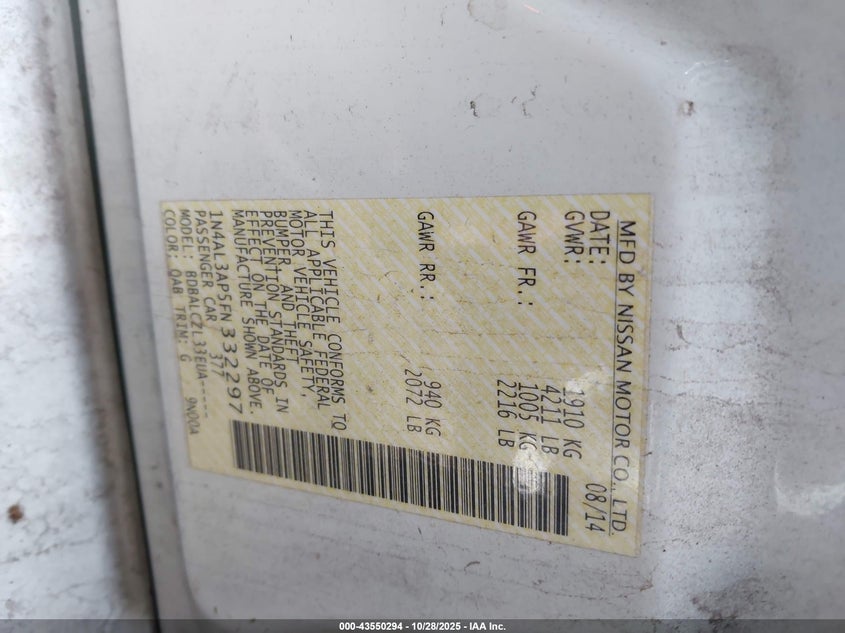 MFD BY NISSAN MOTOR CO., LTD.
DATE: 08/14
GVWR: 1910 KG
4211 LB
GAWR FR.: 1005 KG
2216 LB
GAWR RR.: 940 KG
2072 LB
THIS VEHICLE CONFORMS TO
ALL APPLICABLE FEDERAL
MOTOR VEHICLE SAFETY,
BUMPER, AND THEFT
PREVENTION STANDARDS IN
EFFECT ON THE DATE OF
MANUFACTURE SHOWN ABOVE.
1N4AL3AP5FN332297
PASSENGER CAR 377
MODEL: BDBALCZL33EUA-----
COLOR: QAB TRIM: G 9N00A
000-43550294 - 10/28/2025 - IAA Inc.